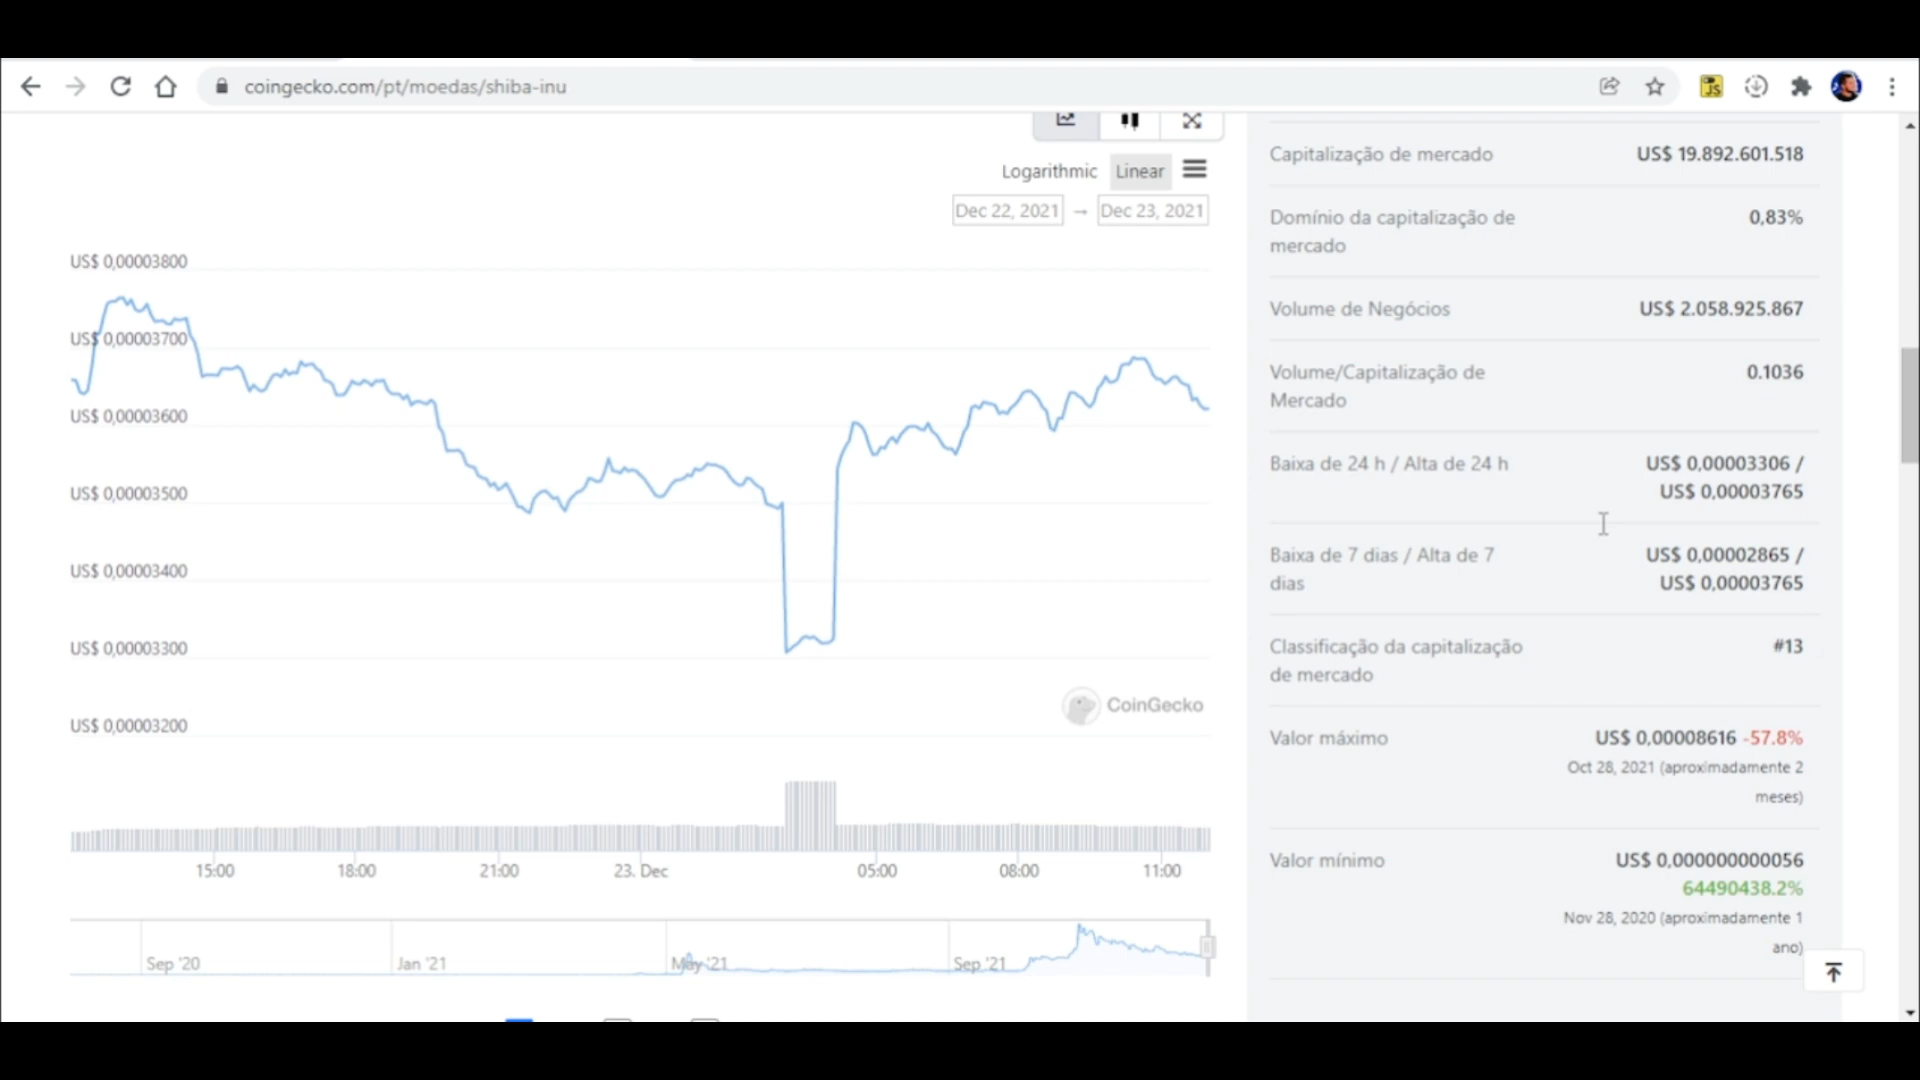 coingecko.com/pt/moedas/shiba-inu
JS
Logarithmic Linear
Dec 22, 2021 → Dec 23, 2021
US$ 0,00003800
US$ 0,00003700
US$ 0,00003600
US$ 0,00003500
US$ 0,00003400
US$ 0,00003300
US$ 0,00003200
CoinGecko
15:00 18:00 21:00 23. Dec 05:00 08:00 11:00
Sep '20 Jan '21 May '21 Sep '21
Capitalização de mercado US$ 19.892.601.518
Domínio da capitalização de 0,83%
mercado
Volume de Negócios US$ 2.058.925.867
Volume/Capitalização de 0.1036
Mercado
Baixa de 24 h / Alta de 24 h US$ 0,00003306 /
US$ 0,00003765
Baixa de 7 dias / Alta de 7 US$ 0,00002865 /
dias US$ 0,00003765
Classificação da capitalização #13
de mercado
Valor máximo US$ 0,00008616 -57.8%
Oct 28, 2021 (aproximadamente 2
meses)
Valor mínimo US$ 0,000000000056
64490438.2%
Nov 28, 2020 (aproximadamente 1
ano)